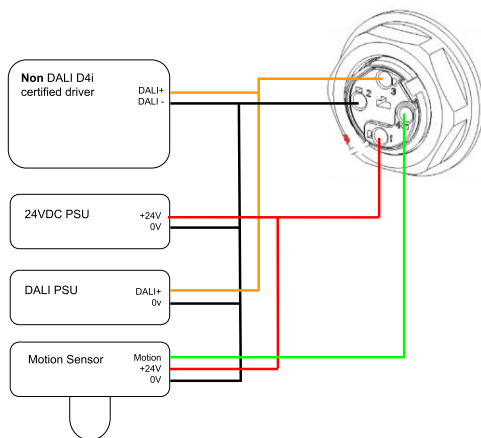 Non DALI D4i
certified driver
DALI+
DALI -
24VDC PSU
+24V
0V
DALI PSU
DALI+
0v
Motion Sensor
Motion
+24V
0V
3
2
1